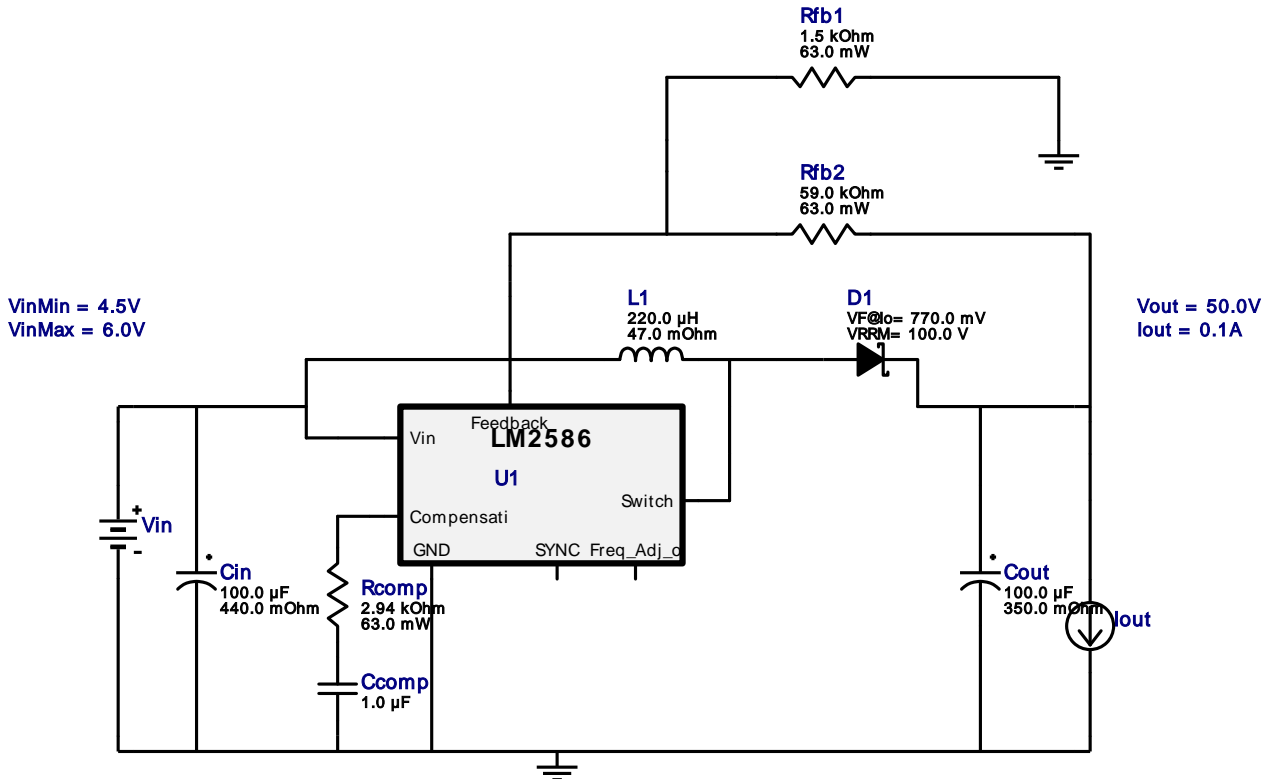 Rfb1
1.5 kOhm
63.0 mW
Rfb2
59.0 kOhm
63.0 mW
VinMin = 4.5V
VinMax = 6.0V
L1
220.0 µH
47.0 mOhm
D1
VF@Io= 770.0 mV
VRRM= 100.0 V
Vout = 50.0V
Iout = 0.1A
Feedback
LM2586
Vin
U1
Switch
Compensati
GND
SYNC
Freq_Adj_o
+
Vin
-
Cin
100.0 µF
440.0 mOhm
Rcomp
2.94 kOhm
63.0 mW
Ccomp
1.0 µF
Cout
100.0 µF
350.0 mOhm
Iout